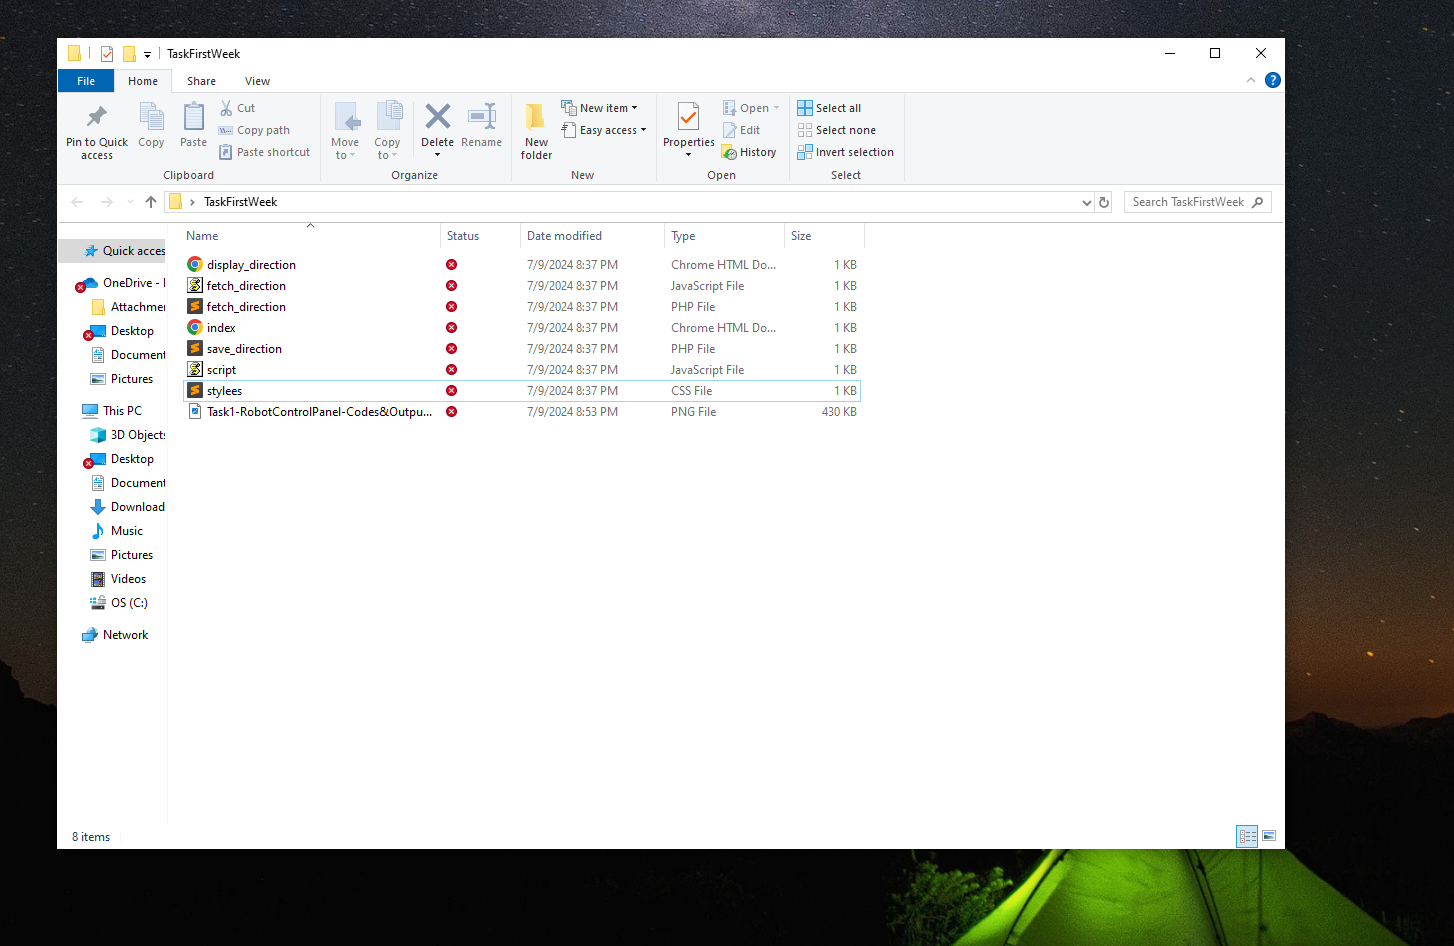 TaskFirstWeek
File Home Share View
Pin to Quick access
Copy
Paste
Cut
Copy path
Paste shortcut
Clipboard
Move to
Copy to
Delete
Rename
Organize
New folder
New item
Easy access
New
Properties
Open
Edit
History
Open
Select all
Select none
Invert selection
Select
TaskFirstWeek
Search TaskFirstWeek
Name Status Date modified Type Size
display_direction 7/9/2024 8:37 PM Chrome HTML Do... 1 KB
fetch_direction 7/9/2024 8:37 PM JavaScript File 1 KB
fetch_direction 7/9/2024 8:37 PM PHP File 1 KB
index 7/9/2024 8:37 PM Chrome HTML Do... 1 KB
save_direction 7/9/2024 8:37 PM PHP File 1 KB
script 7/9/2024 8:37 PM JavaScript File 1 KB
stylees 7/9/2024 8:37 PM CSS File 1 KB
Task1-RobotControlPanel-Codes&Outpu... 7/9/2024 8:53 PM PNG File 430 KB
Quick acces
OneDrive -
Attachmen
Desktop
Document
Pictures
This PC
3D Objects
Desktop
Document
Download
Music
Pictures
Videos
OS (C:)
Network
8 items